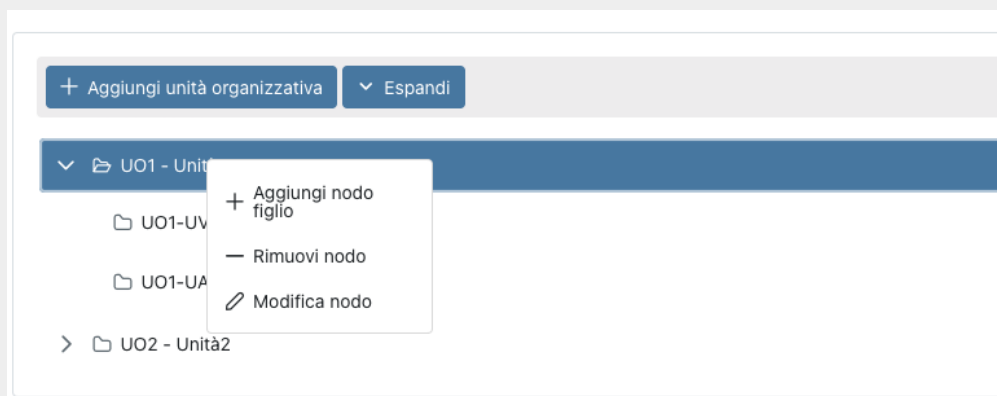 Aggiungi unità organizzativa
Espandi
UO1 - Unit
Aggiungi nodo
figlio
UO1-UV
Rimuovi nodo
UO1-UA
Modifica nodo
UO2 - Unità2